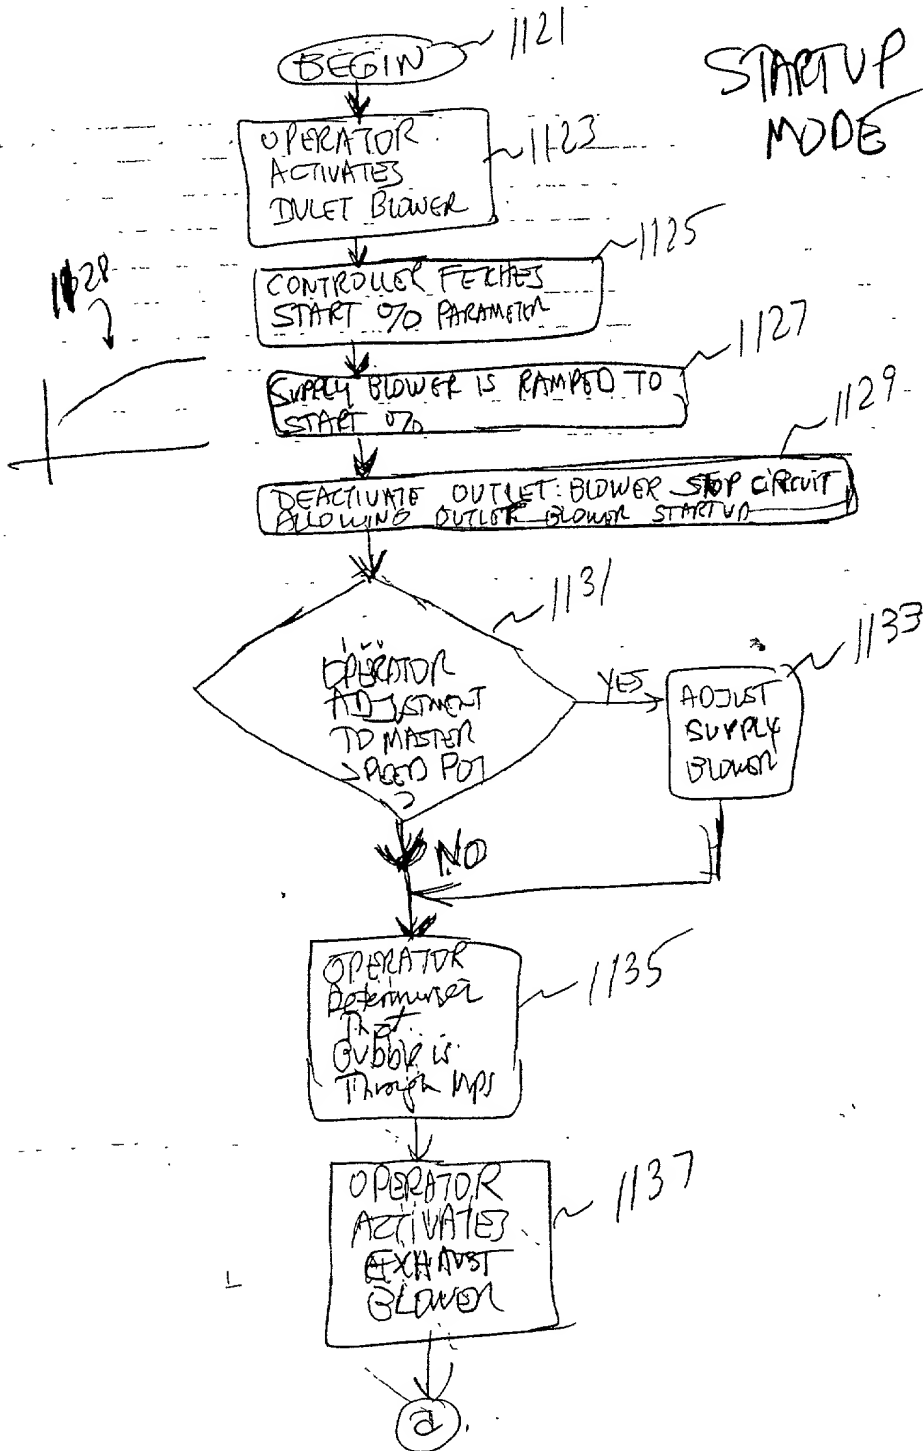 1121
BEGIN
STARTUP
MODE
OPERATOR
ACTIVATES
INLET BLOWER
1123
1125
CONTROLLER FETCHES
START % PARAMETER
1128
1127
SUPPLY BLOWER IS RAMPED TO
START %
1129
DEACTIVATE OUTLET BLOWER STOP CIRCUIT
ALLOWING OUTLET BLOWER STARTUP
1131
OPERATOR
ADJUSTMENT
TO MASTER
SPEED POT
?
YES
1133
ADJUST
SUPPLY
BLOWER
NO
OPERATOR
Determines
That
Bubble is
Through
1135
OPERATOR
ACTIVATES
EXHAUST
BLOWER
1137
a